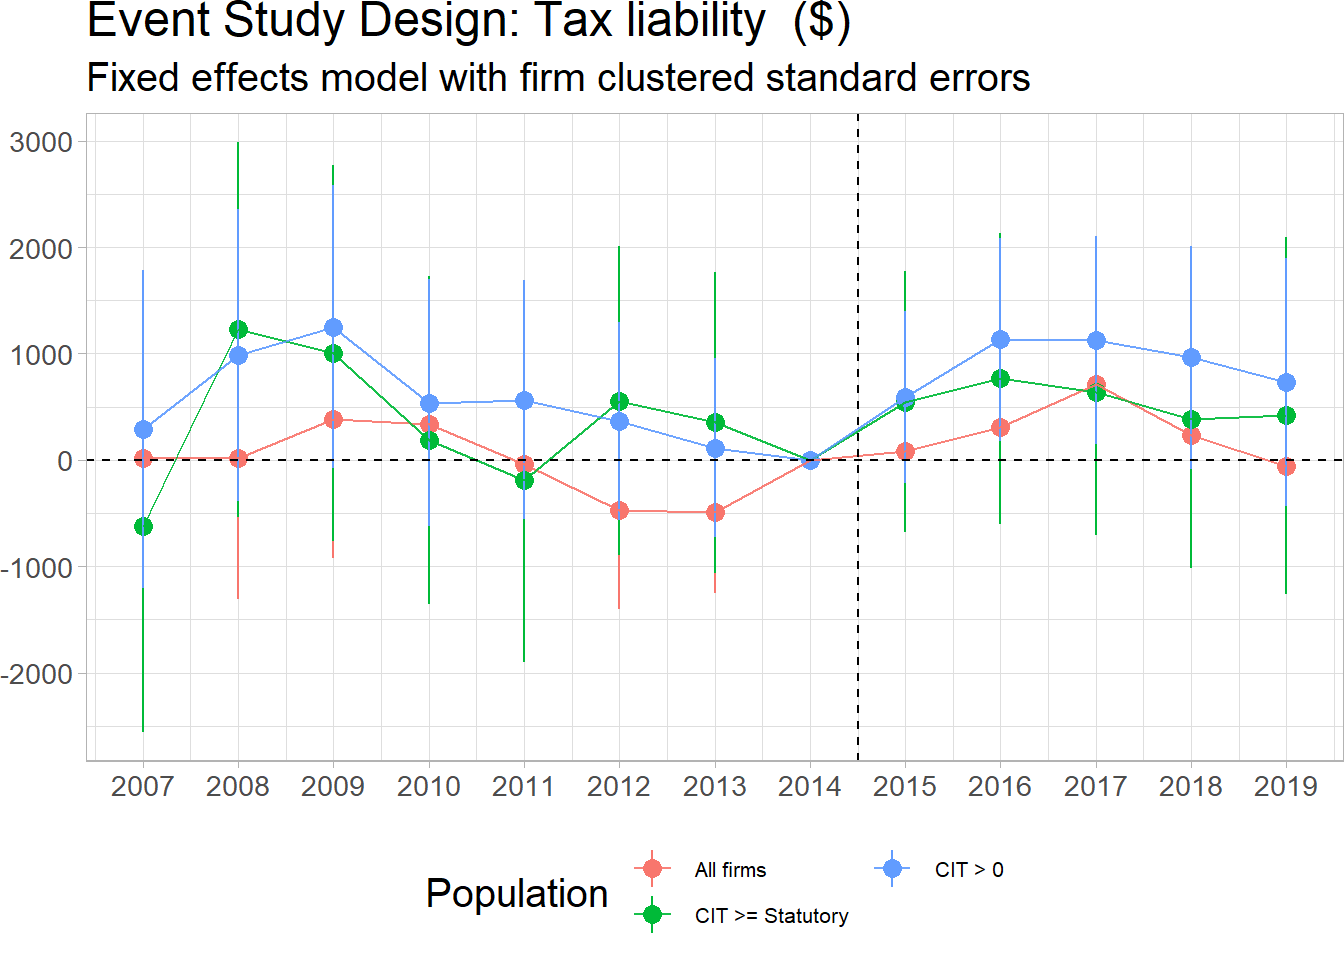 Event Study Design: Tax liability  ($)
Fixed effects model with firm clustered standard errors
3000
2000
1000
0
-1000
-2000
2007 2008 2009 2010 2011 2012 2013 2014 2015 2016 2017 2018 2019
Population
All firms
CIT >= Statutory
CIT > 0